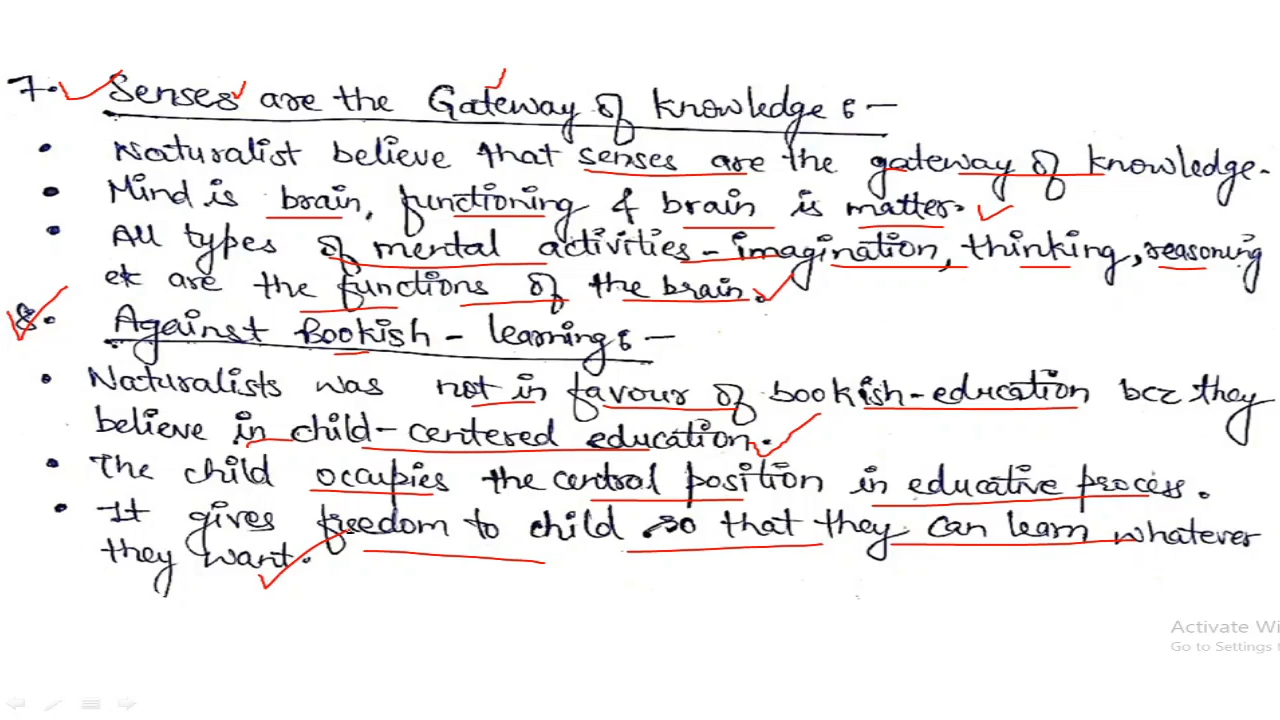 7. Senses are the Gateway of Knowledge :-
• Naturalist believe that senses are the gateway of knowledge.
• Mind is brain, functioning & brain is matter.
• All types of mental activities - imagination, thinking, reasoning
etc are the functions of the brain.
8. Against Bookish - learning :-
• Naturalists was not in favour of bookish-education bcz they
believe in child-centered education.
• The child occupies the central position in educative process.
• It gives freedom to child so that they can learn whatever
they want.
Activate Wi
Go to Settings